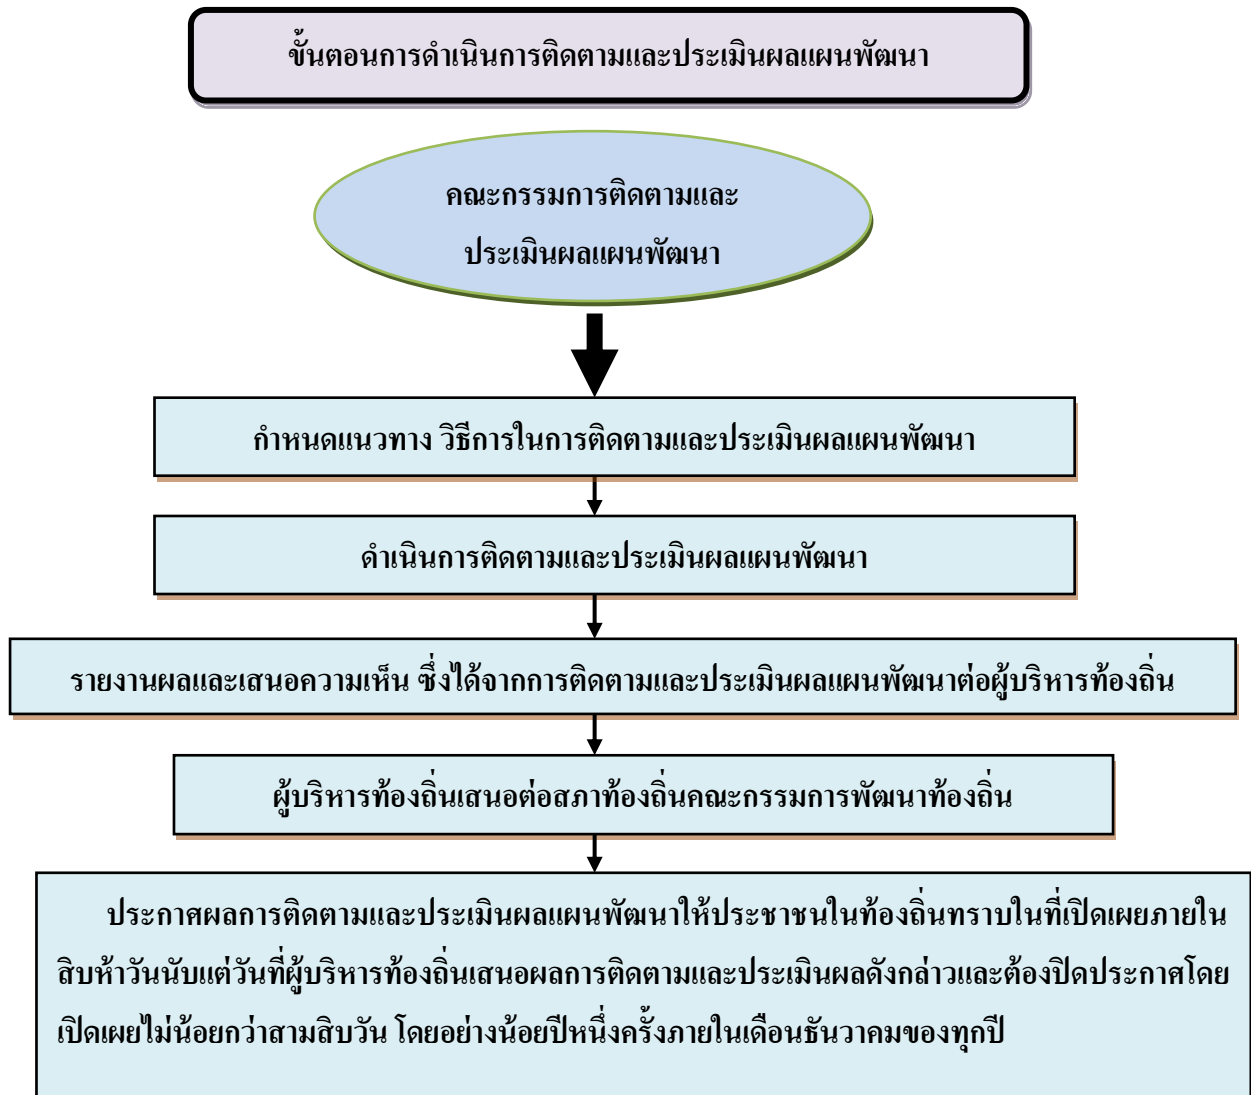 ขั้นตอนการดำเนินการติดตามและประเมินผลแผนพัฒนา
คณะกรรมการติดตามและ
ประเมินผลแผนพัฒนา
กำหนดแนวทาง วิธีการในการติดตามและประเมินผลแผนพัฒนา
ดำเนินการติดตามและประเมินผลแผนพัฒนา
รายงานผลและเสนอความเห็น ซึ่งได้จากการติดตามและประเมินผลแผนพัฒนาต่อผู้บริหารท้องถิ่น
ผู้บริหารท้องถิ่นเสนอต่อสภาท้องถิ่นคณะกรรมการพัฒนาท้องถิ่น
ประกาศผลการติดตามและประเมินผลแผนพัฒนาให้ประชาชนในท้องถิ่นทราบในที่เปิดเผยภายใน
สิบห้าวันนับแต่วันที่ผู้บริหารท้องถิ่นเสนอผลการติดตามและประเมินผลดังกล่าวและต้องปิดประกาศโดย
เปิดเผยไม่น้อยกว่าสามสิบวัน โดยอย่างน้อยปีหนึ่งครั้งภายในเดือนธันวาคมของทุกปี